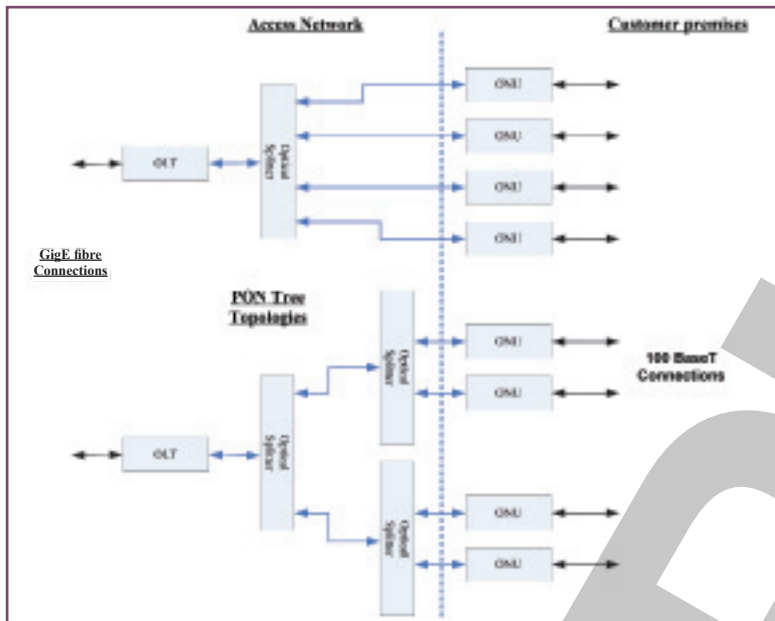 Access Network
Customer premises
ONU
ONU
ONU
ONU
OLT
Optical
Splitter
GigE fibre
Connections
PON Tree
Topologies
ONU
ONU
ONU
ONU
OLT
Optical
Splitter
Optical
Splitter
Optical
Splitter
100 BaseT
Connections